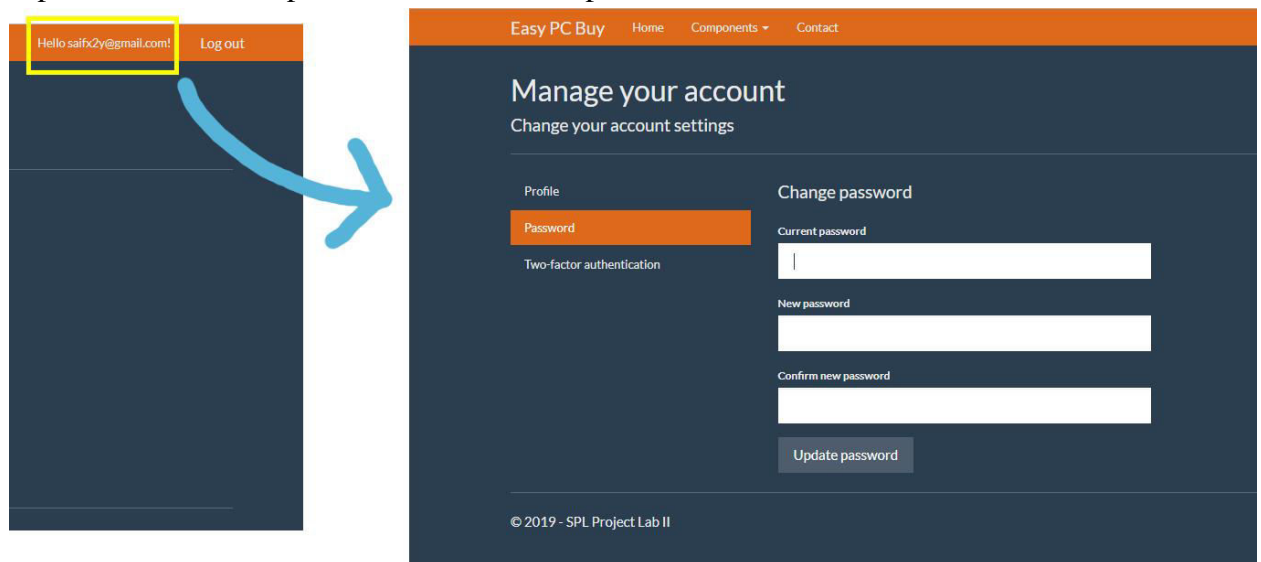 Hello saifx2y@gmail.com! Log out
Easy PC Buy Home Components Contact
Manage your account
Change your account settings
Profile
Password
Two-factor authentication
Change password
Current password
New password
Confirm new password
Update password
© 2019 - SPL Project Lab II